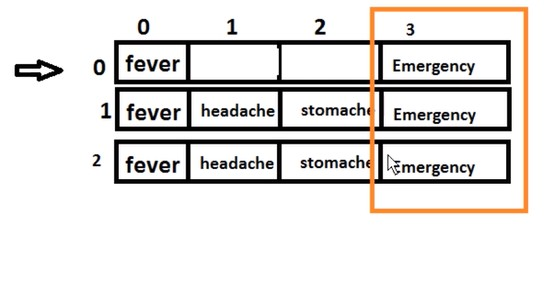 0 1 2 3
0 fever Emergency
1 fever headache stomache Emergency
2 fever headache stomache Emergency